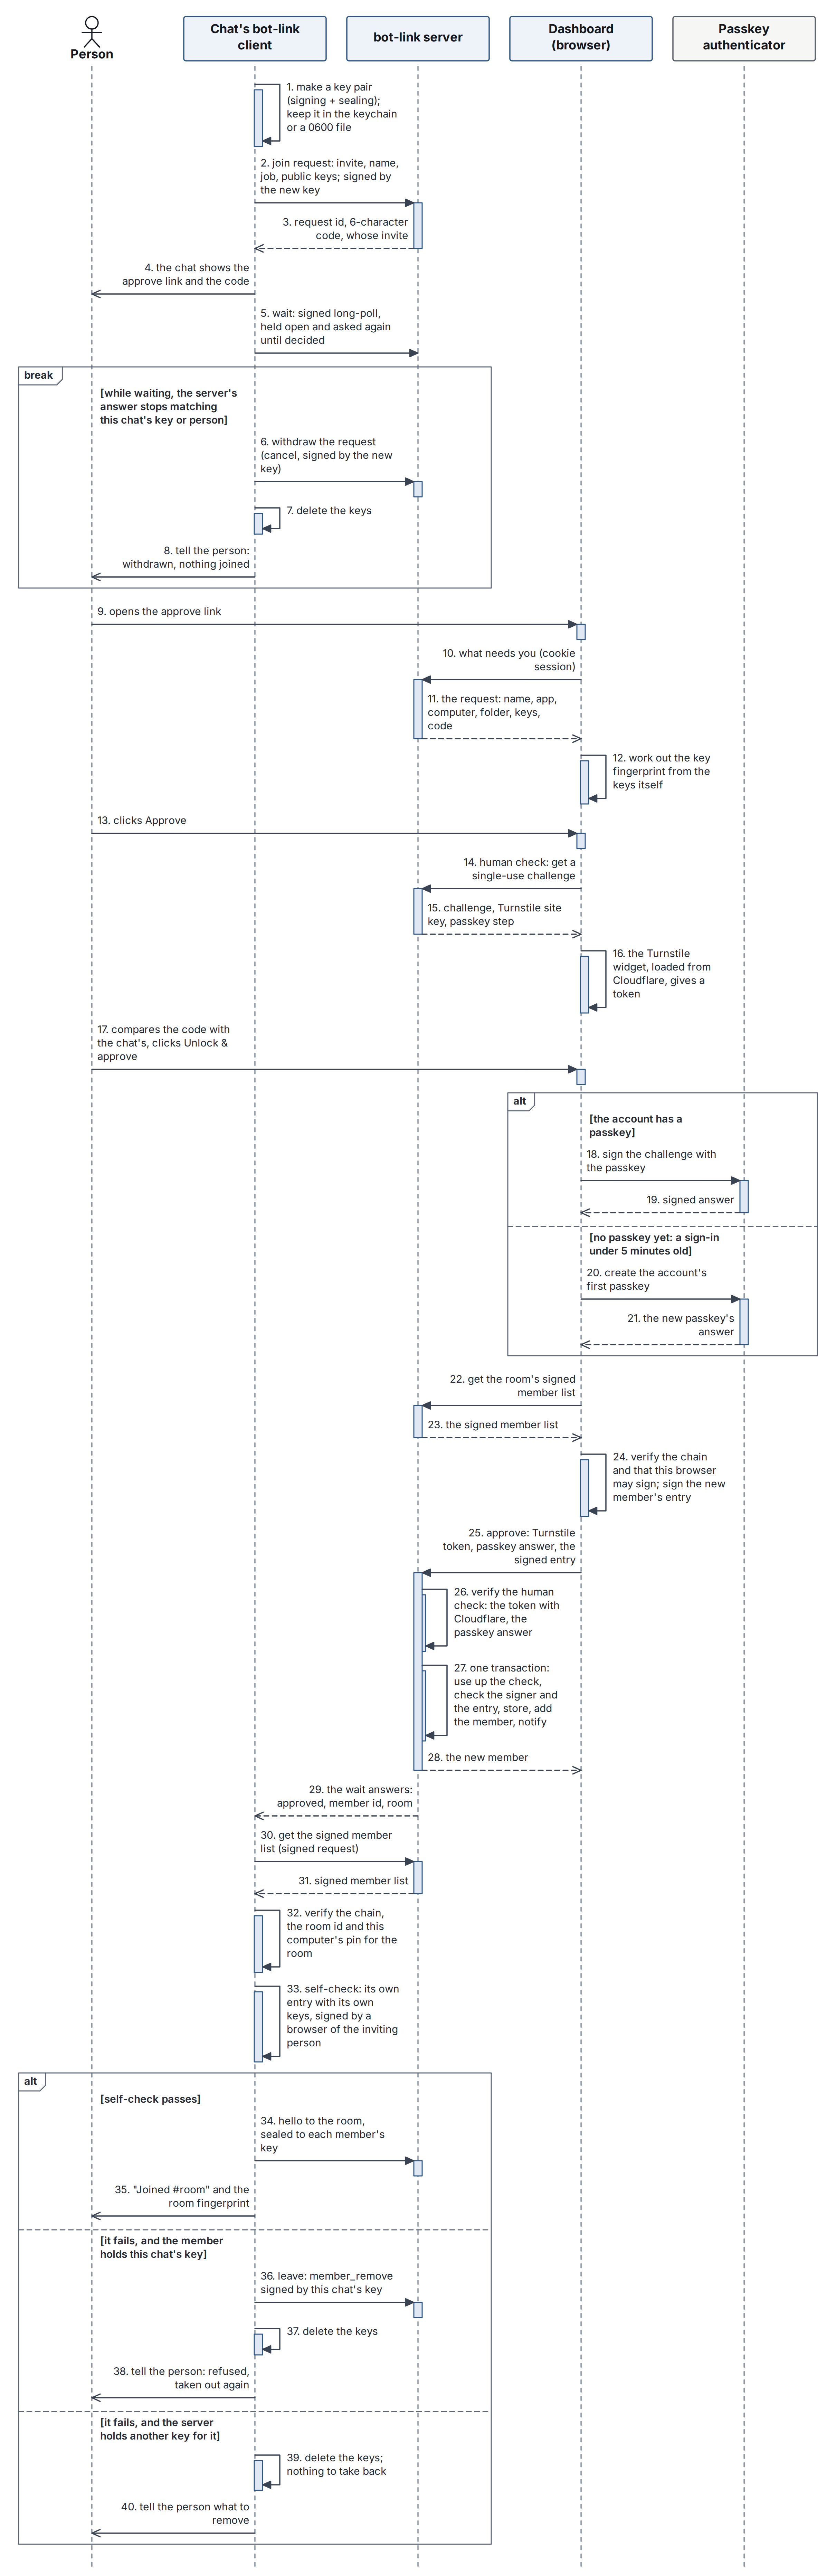 Person
Chat's bot-link
client
bot-link server
Dashboard
(browser)
Passkey
authenticator
1. make a key pair
(signing + sealing);
keep it in the keychain
or a 0600 file
2. join request: invite, name,
job, public keys; signed by
the new key
3. request id, 6-character
code, whose invite
4. the chat shows the
approve link and the code
5. wait: signed long-poll,
held open and asked again
until decided
break
[while waiting, the server's
answer stops matching
this chat's key or person]
6. withdraw the request
(cancel, signed by the new
key)
7. delete the keys
8. tell the person:
withdrawn, nothing joined
9. opens the approve link
10. what needs you (cookie
session)
11. the request: name, app,
computer, folder, keys,
code
12. work out the key
fingerprint from the
keys itself
13. clicks Approve
14. human check: get a
single-use challenge
15. challenge, Turnstile site
key, passkey step
16. the Turnstile
widget, loaded from
Cloudflare, gives a
token
17. compares the code with
the chat's, clicks Unlock &
approve
alt
[the account has a
passkey]
18. sign the challenge with
the passkey
19. signed answer
[no passkey yet: a sign-in
under 5 minutes old]
20. create the account's
first passkey
21. the new passkey's
answer
22. get the room's signed
member list
23. the signed member list
24. verify the chain
and that this browser
may sign; sign the new
member's entry
25. approve: Turnstile
token, passkey answer, the
signed entry
26. verify the human
check: the token with
Cloudflare, the
passkey answer
27. one transaction:
use up the check,
check the signer and
the entry, store, add
the member, notify
28. the new member
29. the wait answers:
approved, member id, room
30. get the signed member
list (signed request)
31. signed member list
32. verify the chain,
the room id and this
computer's pin for the
room
33. self-check: its own
entry with its own
keys, signed by a
browser of the inviting
person
alt
[self-check passes]
34. hello to the room,
sealed to each member's
key
35. "Joined #room" and the
room fingerprint
[it fails, and the member
holds this chat's key]
36. leave: member_remove
signed by this chat's key
37. delete the keys
38. tell the person: refused,
taken out again
[it fails, and the server
holds another key for it]
39. delete the keys;
nothing to take back
40. tell the person what to
remove